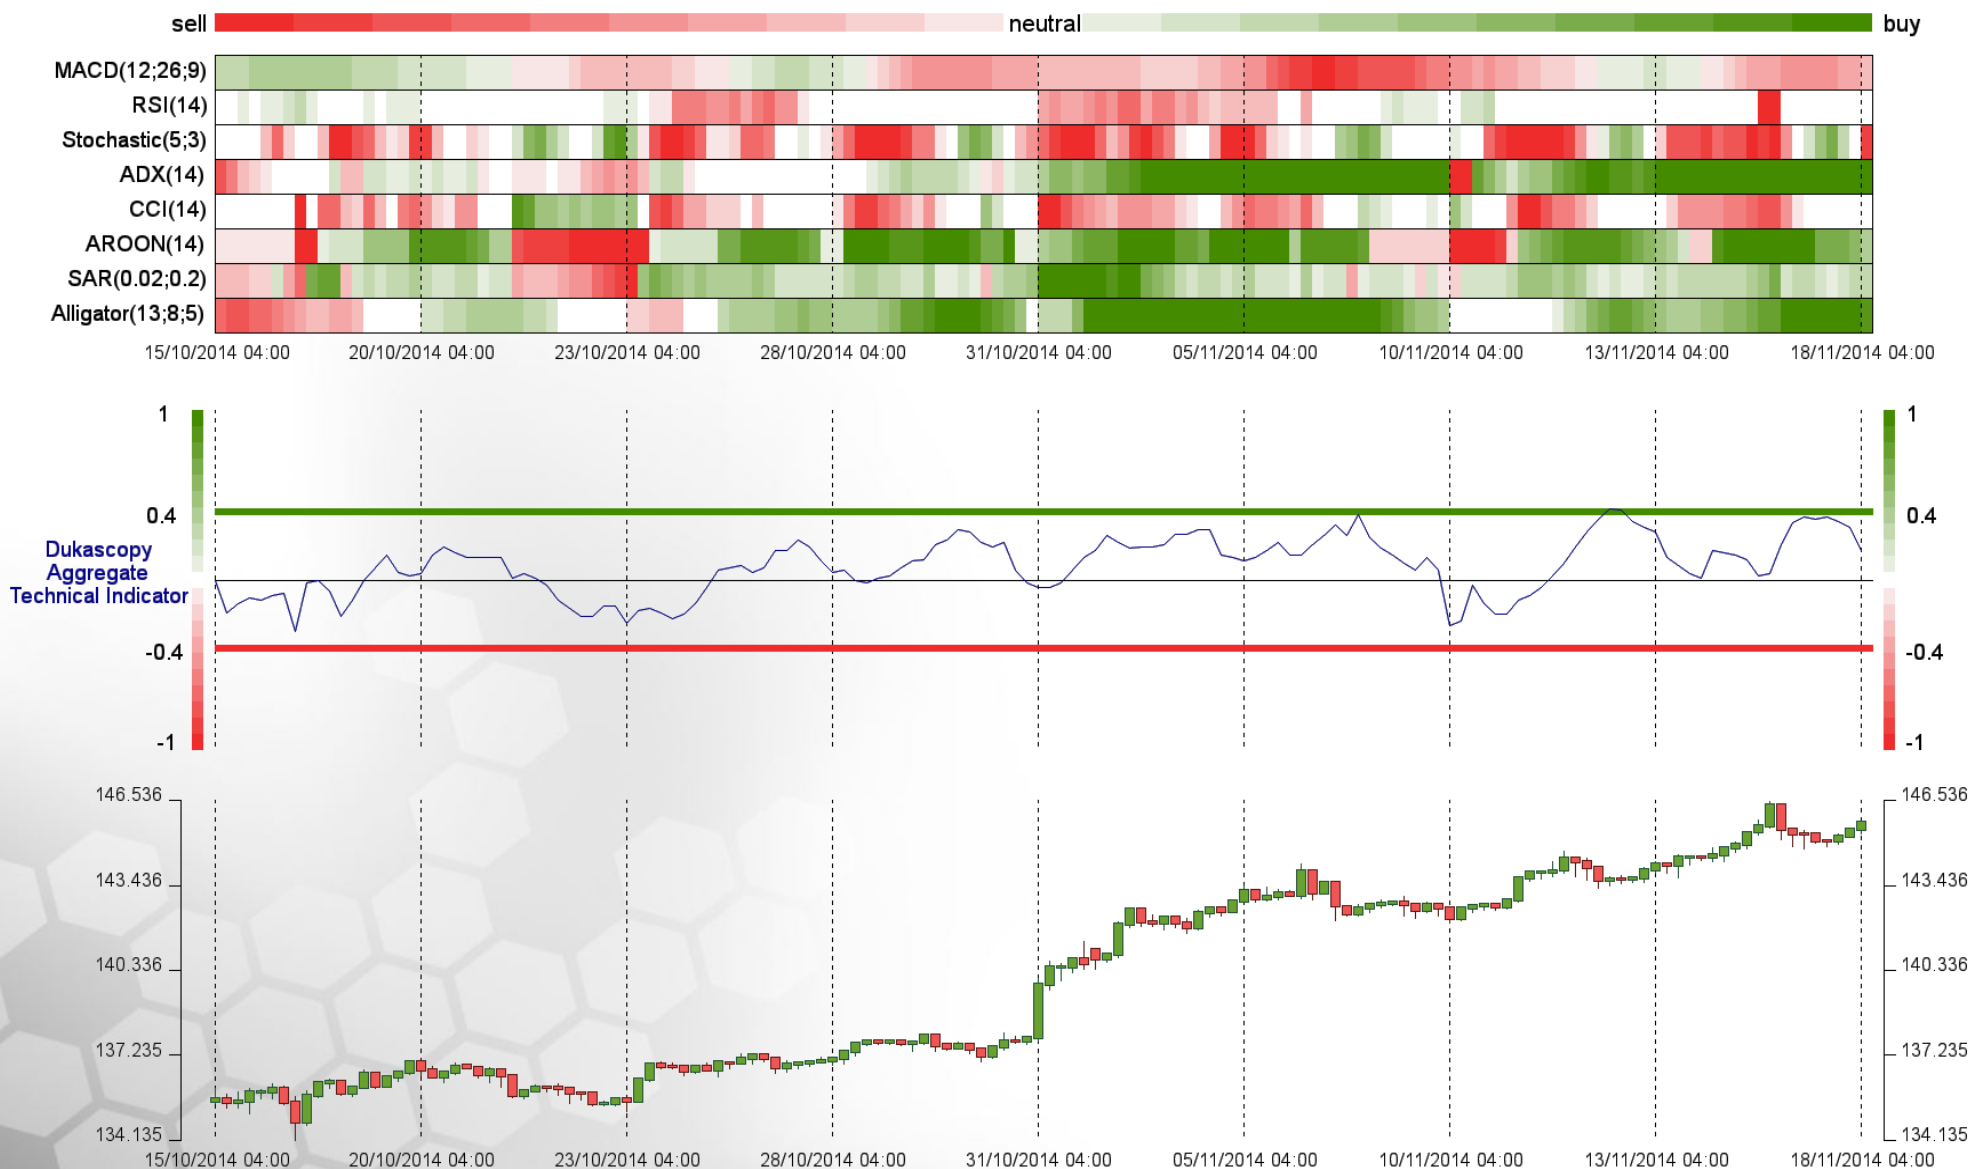 sell neutral buy
MACD(12;26;9)
RSI(14)
Stochastic(5;3)
ADX(14)
CCI(14)
AROON(14)
SAR(0.02;0.2)
Alligator(13;8;5)
15/10/2014 04:00 20/10/2014 04:00 23/10/2014 04:00 28/10/2014 04:00 31/10/2014 04:00 05/11/2014 04:00 10/11/2014 04:00 13/11/2014 04:00 18/11/2014 04:00
1 1
0.4 0.4
Dukascopy
Aggregate
Technical Indicator
-0.4 -0.4
-1 -1
146.536 146.536
143.436 143.436
140.336 140.336
137.235 137.235
134.135 134.135
15/10/2014 04:00 20/10/2014 04:00 23/10/2014 04:00 28/10/2014 04:00 31/10/2014 04:00 05/11/2014 04:00 10/11/2014 04:00 13/11/2014 04:00 18/11/2014 04:00